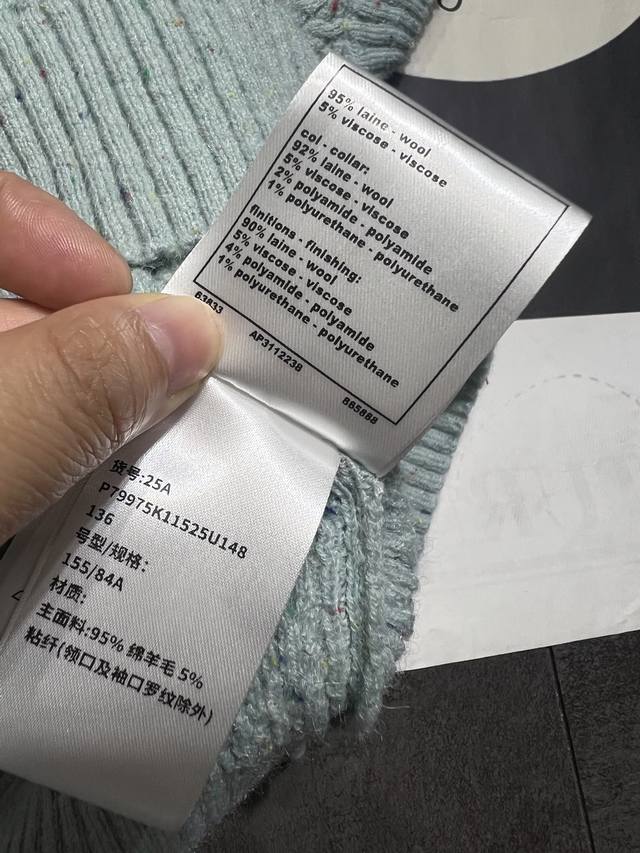 95% laine - wool
5% viscose - viscose
col - collar:
92% laine - wool
5% viscose - viscose
2% polyamide - polyamide
1% polyurethane - polyurethane
finitions - finishing:
90% laine - wool
5% viscose - viscose
4% polyamide - polyamide
1% polyurethane - polyurethane
63833 AP3112238 865888
货号:25A
P79975K11525U148
136
号型/规格:
155/84A
材质:
主面料:95% 绵羊毛 5%
粘纤(领口及袖口罗纹除外)